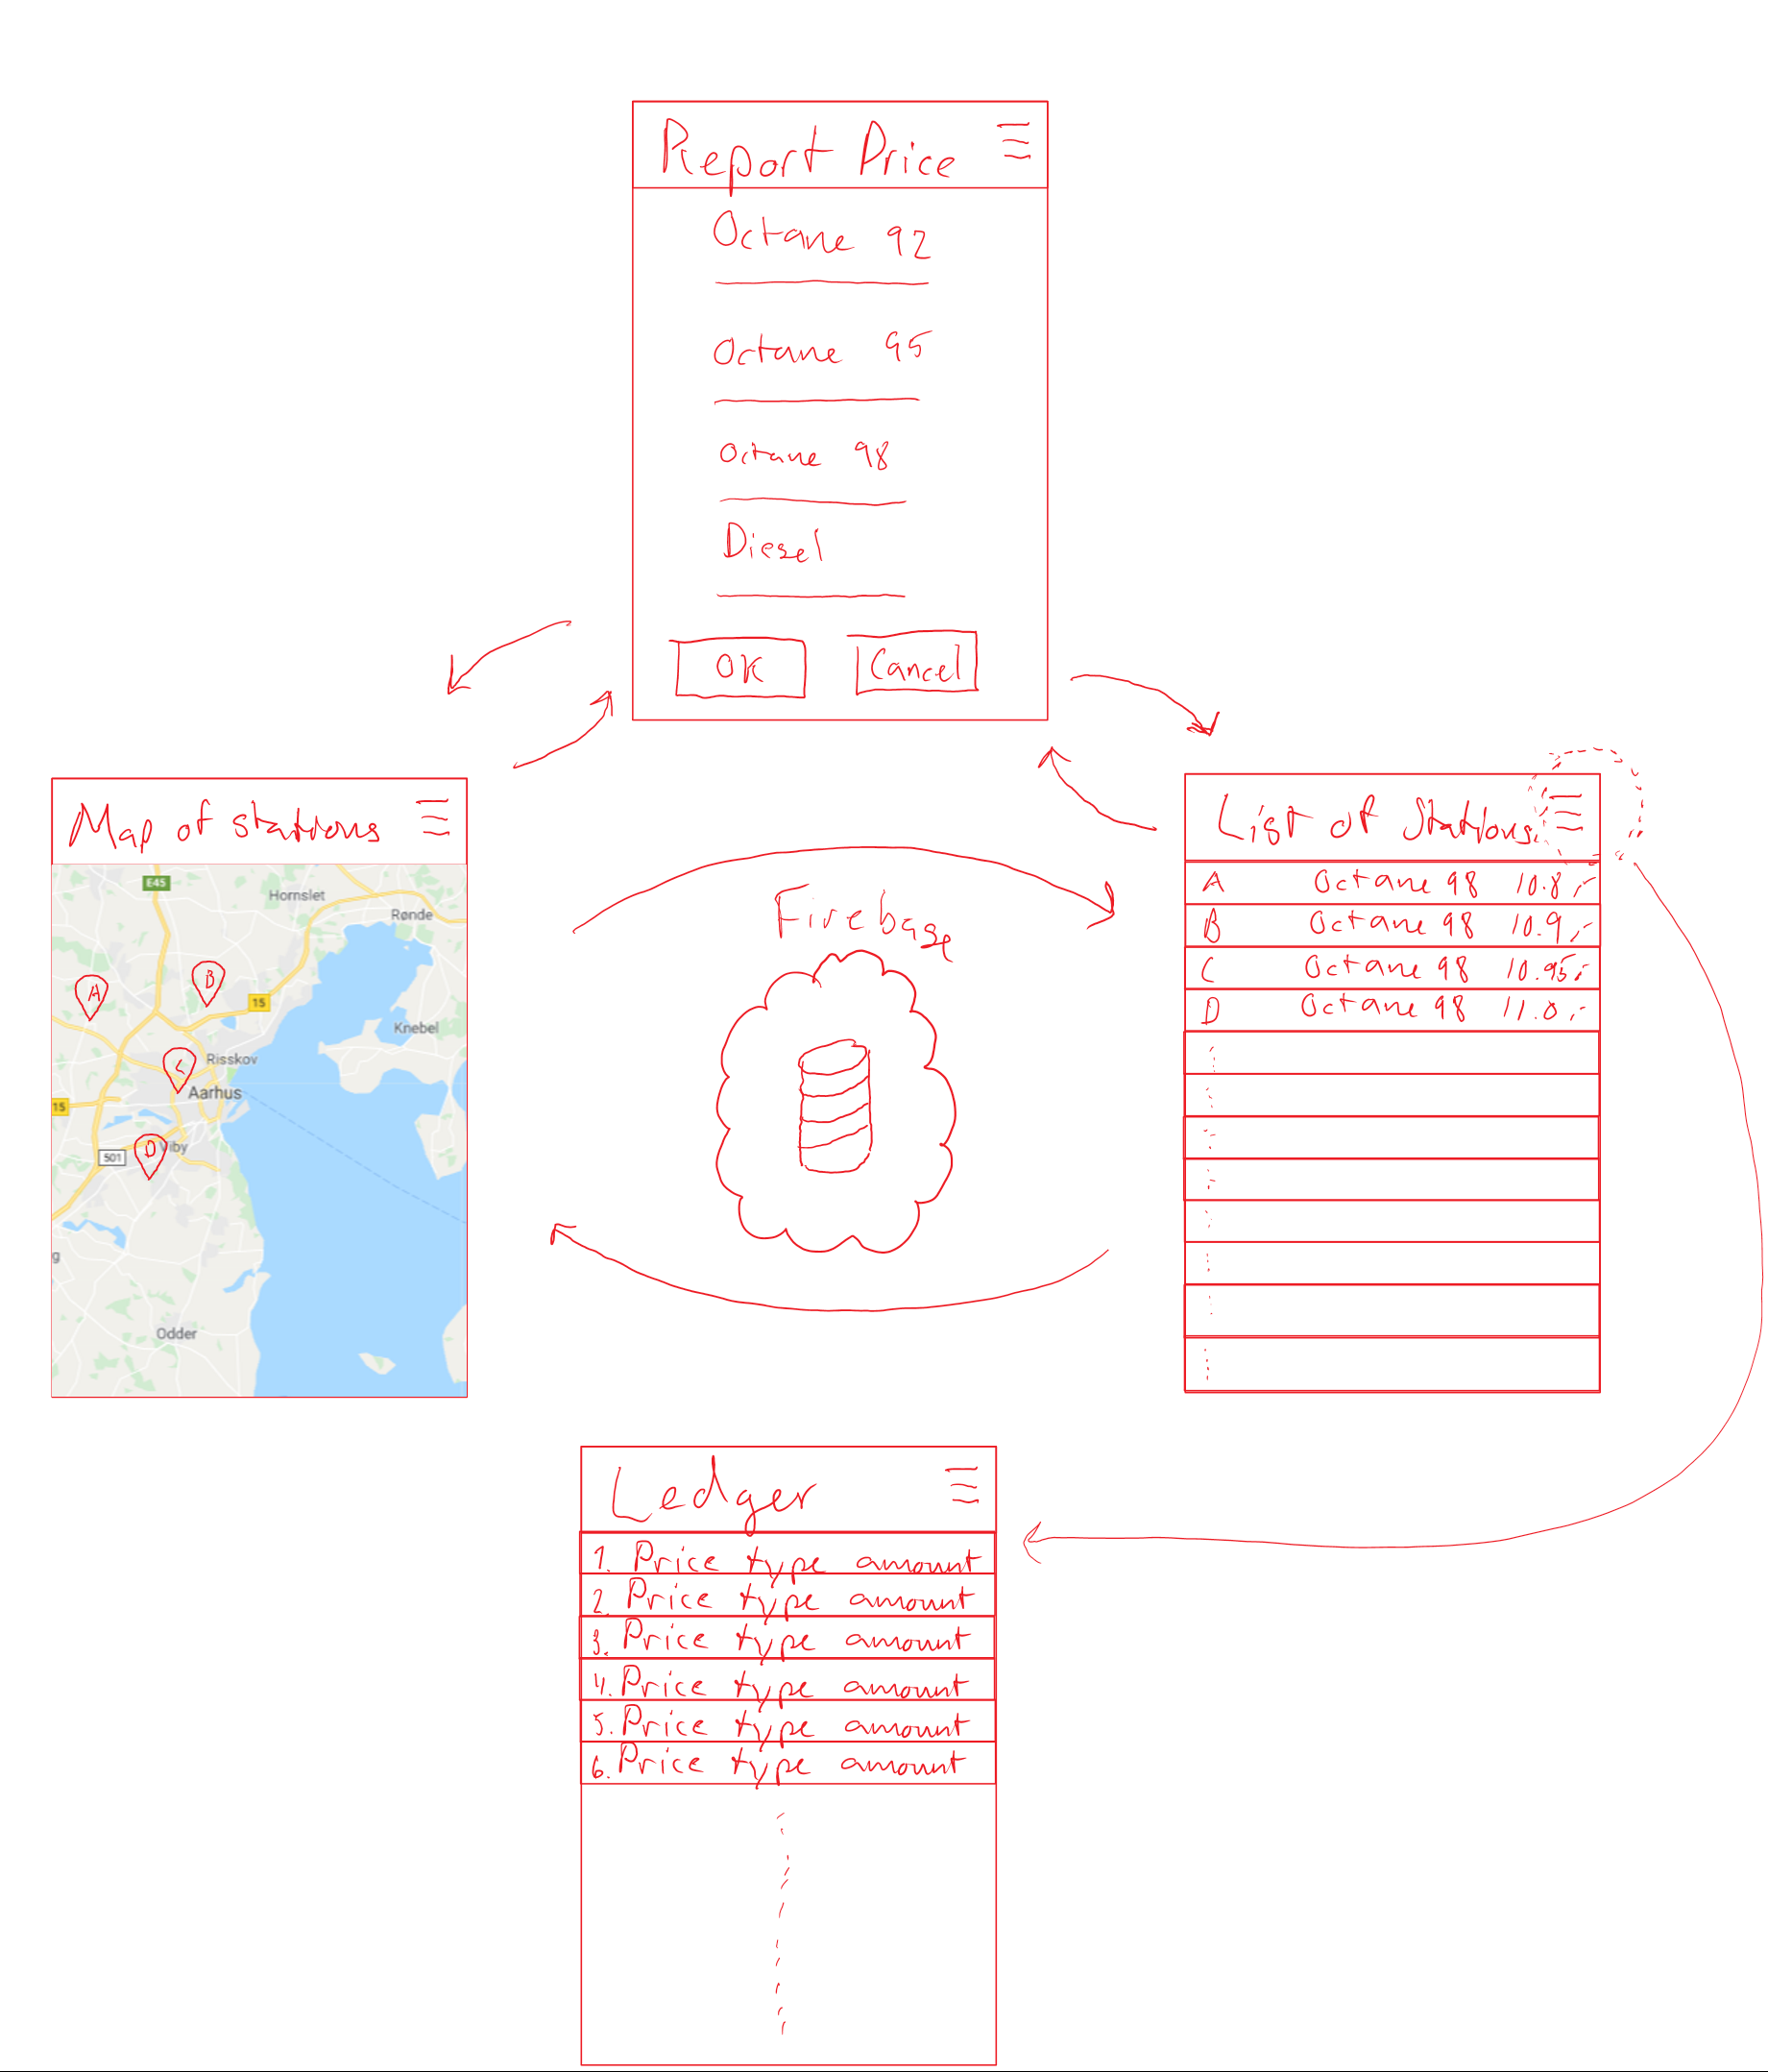 Report Price
Octane 92
Octane 95
Octane 98
Diesel
OK Cancel
Map of stations
E45
Hornslet
Rønde
A
B
15
Knebel
C
Risskov
Aarhus
15
D
Viby
501
g
Odder
Firebase
List of Stations
A Octane 98 10.8,-
B Octane 98 10.9,-
C Octane 98 10.95,-
D Octane 98 11.0,-
Ledger
1. Price type amount
2. Price type amount
3. Price type amount
4. Price type amount
5. Price type amount
6. Price type amount